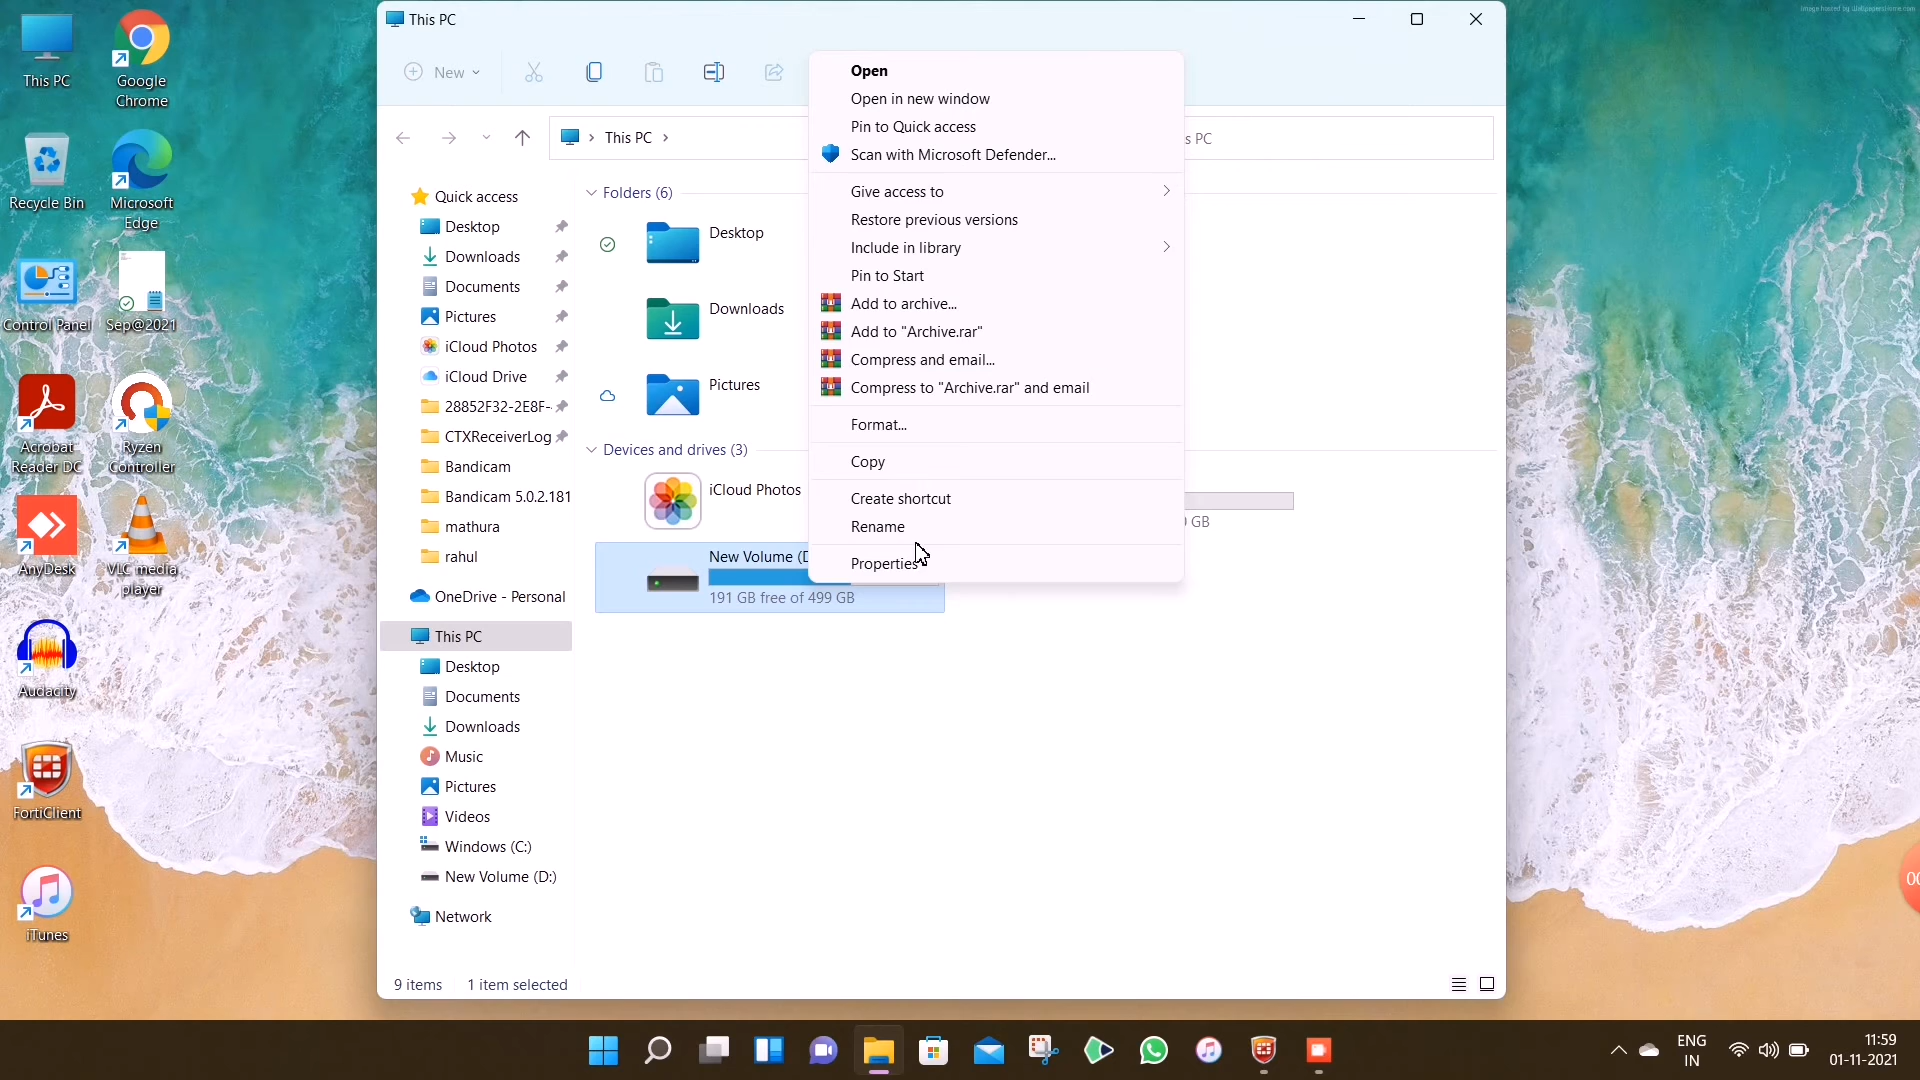 This PC
New
This PC
s PC
Open
Open in new window
Pin to Quick access
Scan with Microsoft Defender...
Give access to
Restore previous versions
Include in library
Pin to Start
Add to archive...
Add to "Archive.rar"
Compress and email...
Compress to "Archive.rar" and email
Format...
Copy
Create shortcut
Rename
Properties
Folders (6)
Desktop
Downloads
Pictures
Devices and drives (3)
iCloud Photos
GB
New Volume (D
191 GB free of 499 GB
Quick access
Desktop
Downloads
Documents
Pictures
iCloud Photos
iCloud Drive
28852F32-2E8F-
CTXReceiverLog
Bandicam
Bandicam 5.0.2.181
mathura
rahul
OneDrive - Personal
This PC
Desktop
Documents
Downloads
Music
Pictures
Videos
Windows (C:)
New Volume (D:)
Network
9 items
1 item selected
This PC
Google
Chrome
Recycle Bin
Microsoft
Edge
Control Panel
Sep@2021
Acrobat
Reader DC
Ryzen
Controller
AnyDesk
VLC media
player
Audacity
FortiClient
iTunes
00
ENG
IN
11:59
01-11-2021